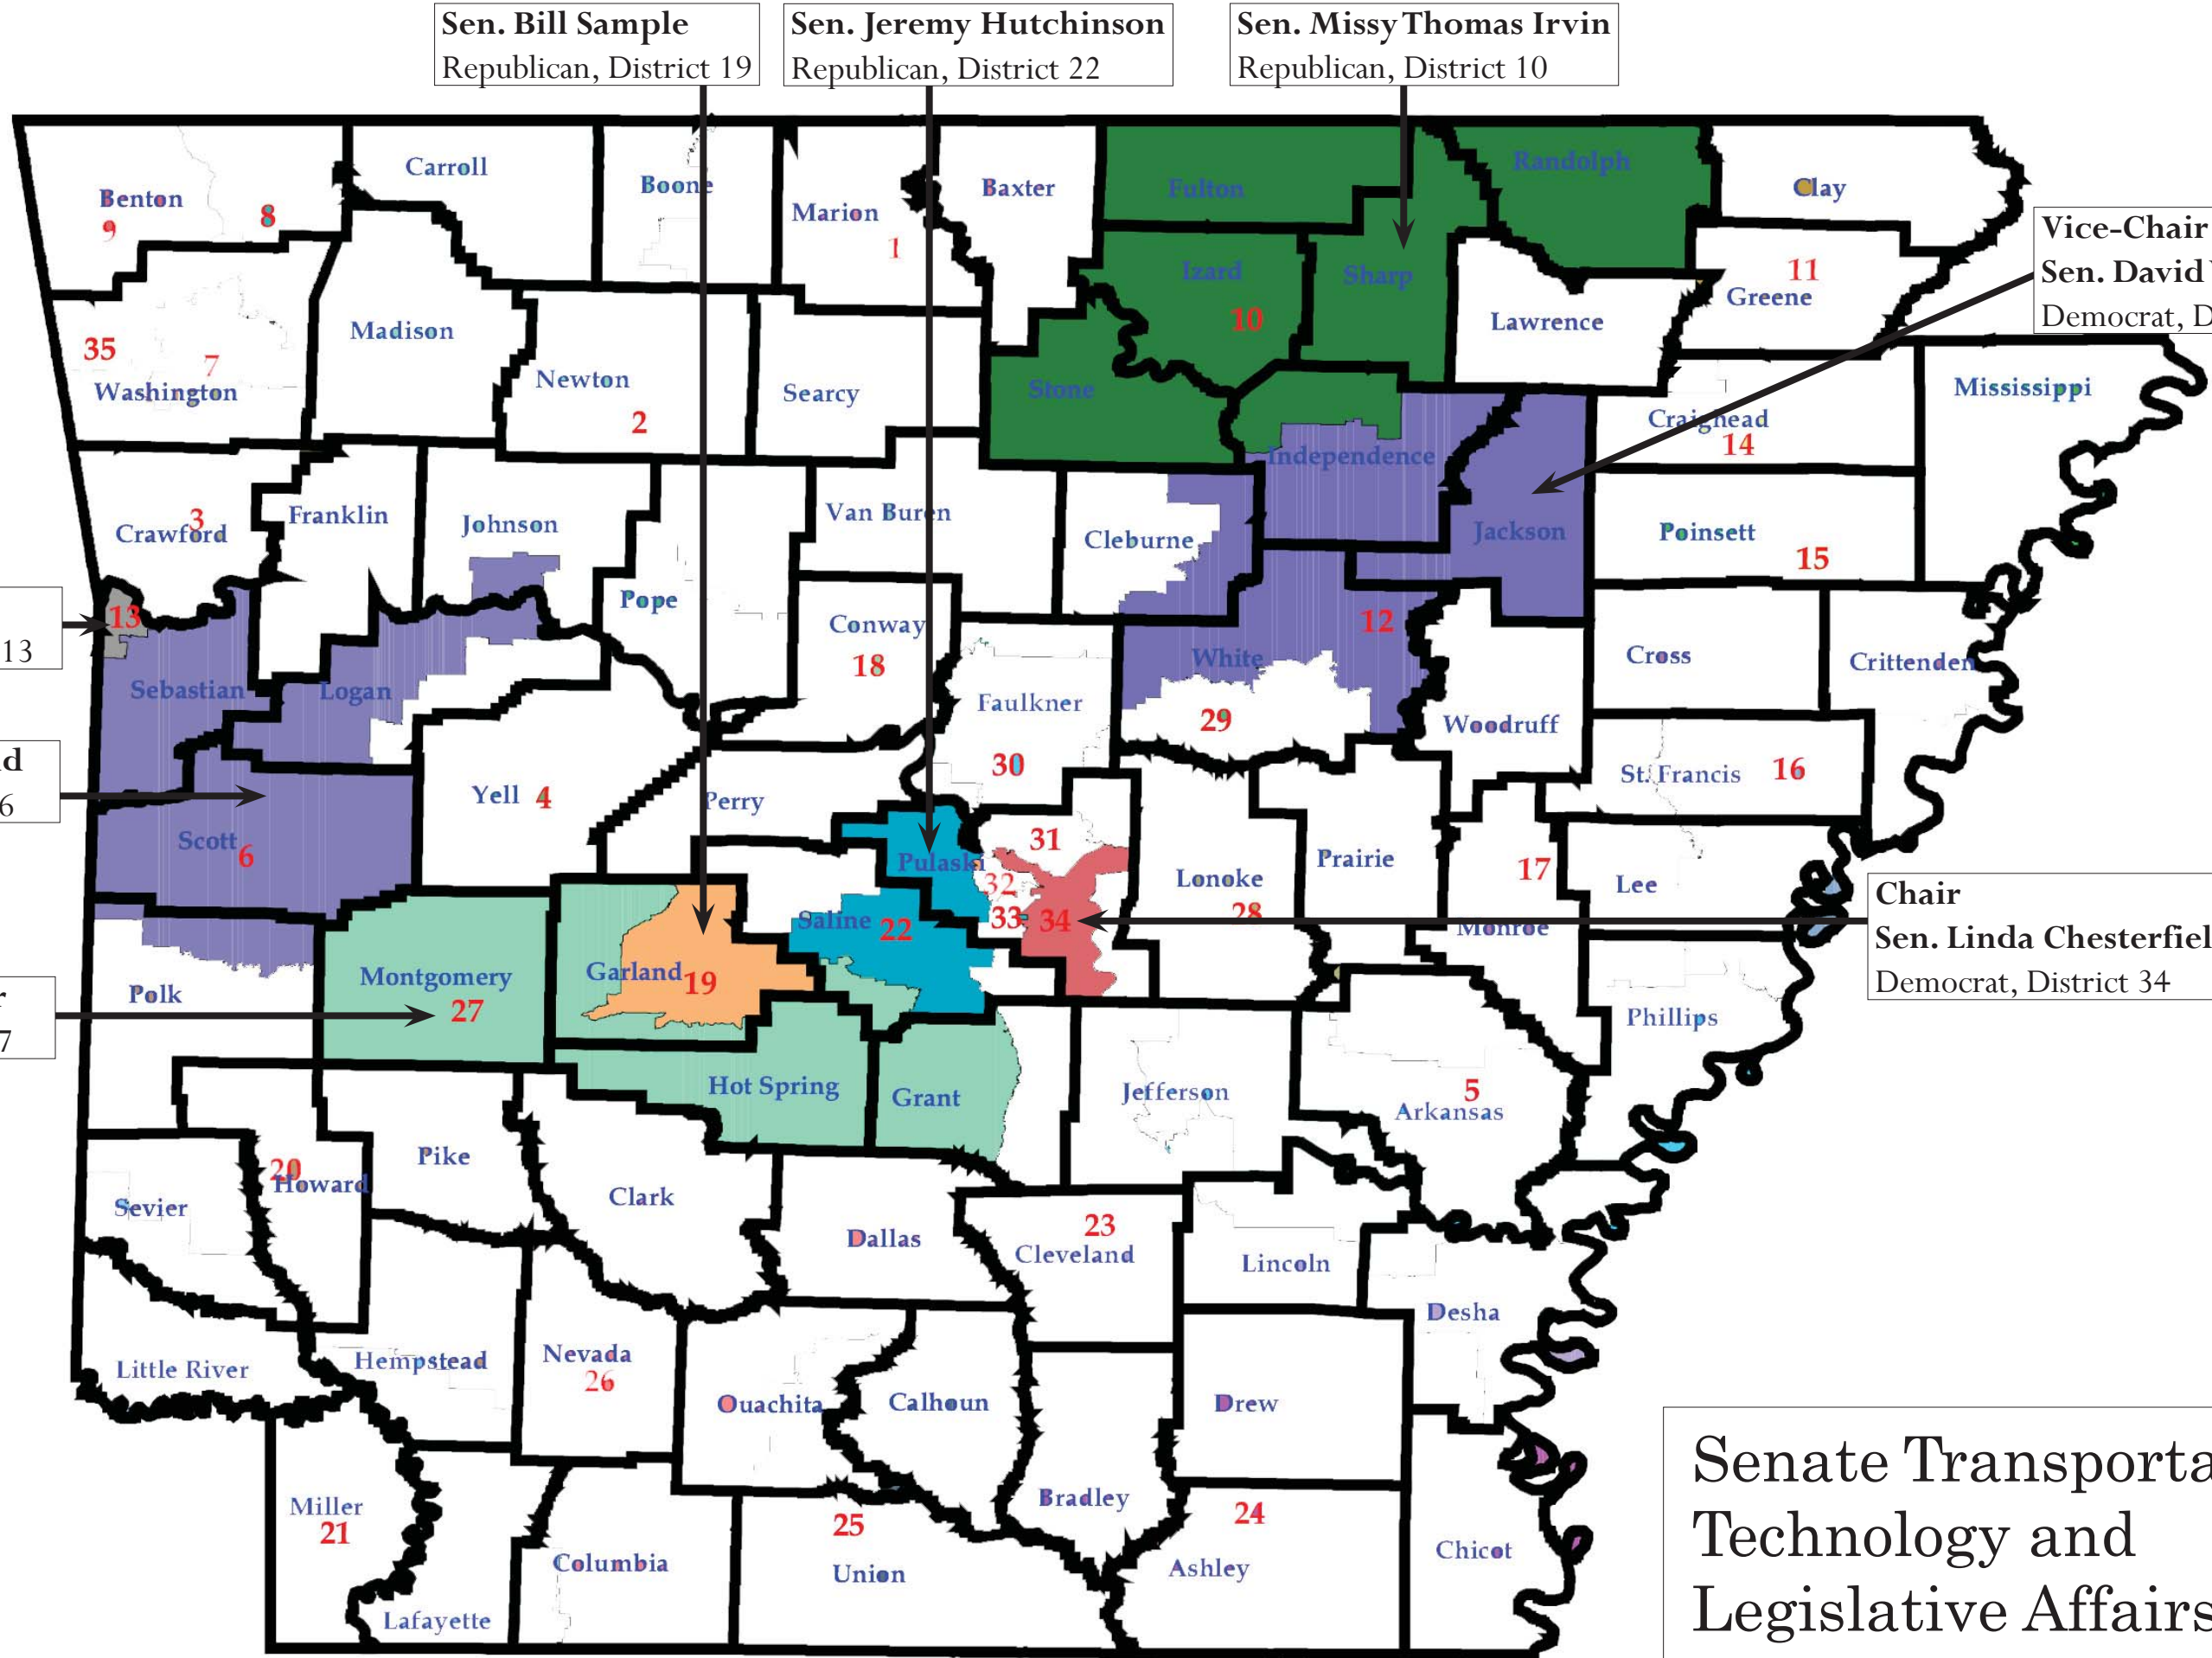 Sen. Bill Sample
Republican, District 19
Sen. Jeremy Hutchinson
Republican, District 22
Sen. Missy Thomas Irvin
Republican, District 10
Vice-Chair
Sen. David
Democrat,
Carroll
Boone
Baxter
Fulton
Randolph
Clay
Benton
9
8
Marion
1
Izard
10
Sharp
11
Greene
Lawrence
35
7
Washington
Madison
Newton
2
Searcy
Stone
Mississippi
Craighead
14
Independence
3
Crawford
Franklin
Johnson
Van Buren
Cleburne
Jackson
Poinsett
15
13
13
Pope
Conway
18
12
White
Cross
Crittenden
Sebastian
Logan
Faulkner
30
29
Woodruff
St. Francis
16
d
6
Yell
4
Perry
Scott
6
31
Pulaski
32
33
34
Lonoke
28
Prairie
17
Lee
Monroe
Chair
Sen. Linda Chesterfiel
Democrat, District 34
Saline
22
Garland
19
Montgomery
27
r
7
Polk
Phillips
Hot Spring
Grant
Jefferson
5
Arkansas
20
Howard
Pike
Sevier
Clark
Dallas
23
Cleveland
Lincoln
Desha
Little River
Hempstead
Nevada
26
Ouachita
Calhoun
Drew
Miller
21
Bradley
25
Union
24
Ashley
Chicot
Columbia
Lafayette
Senate Transporta
Technology and
Legislative Affairs